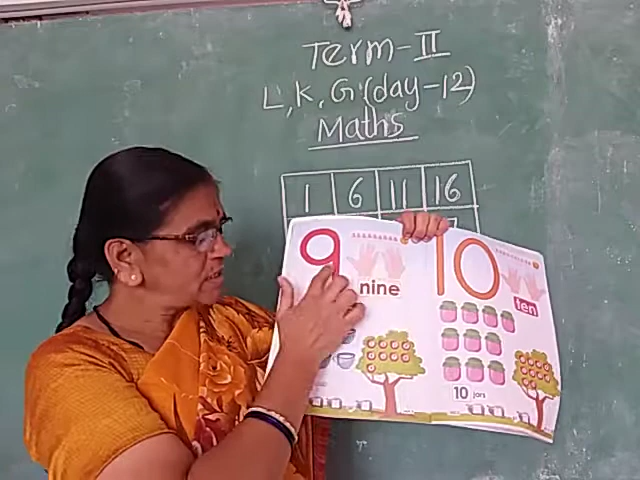 Term-II
L.K.G.(day-12)
Maths
1 6 11 16
9 10
nine ten
10 jars